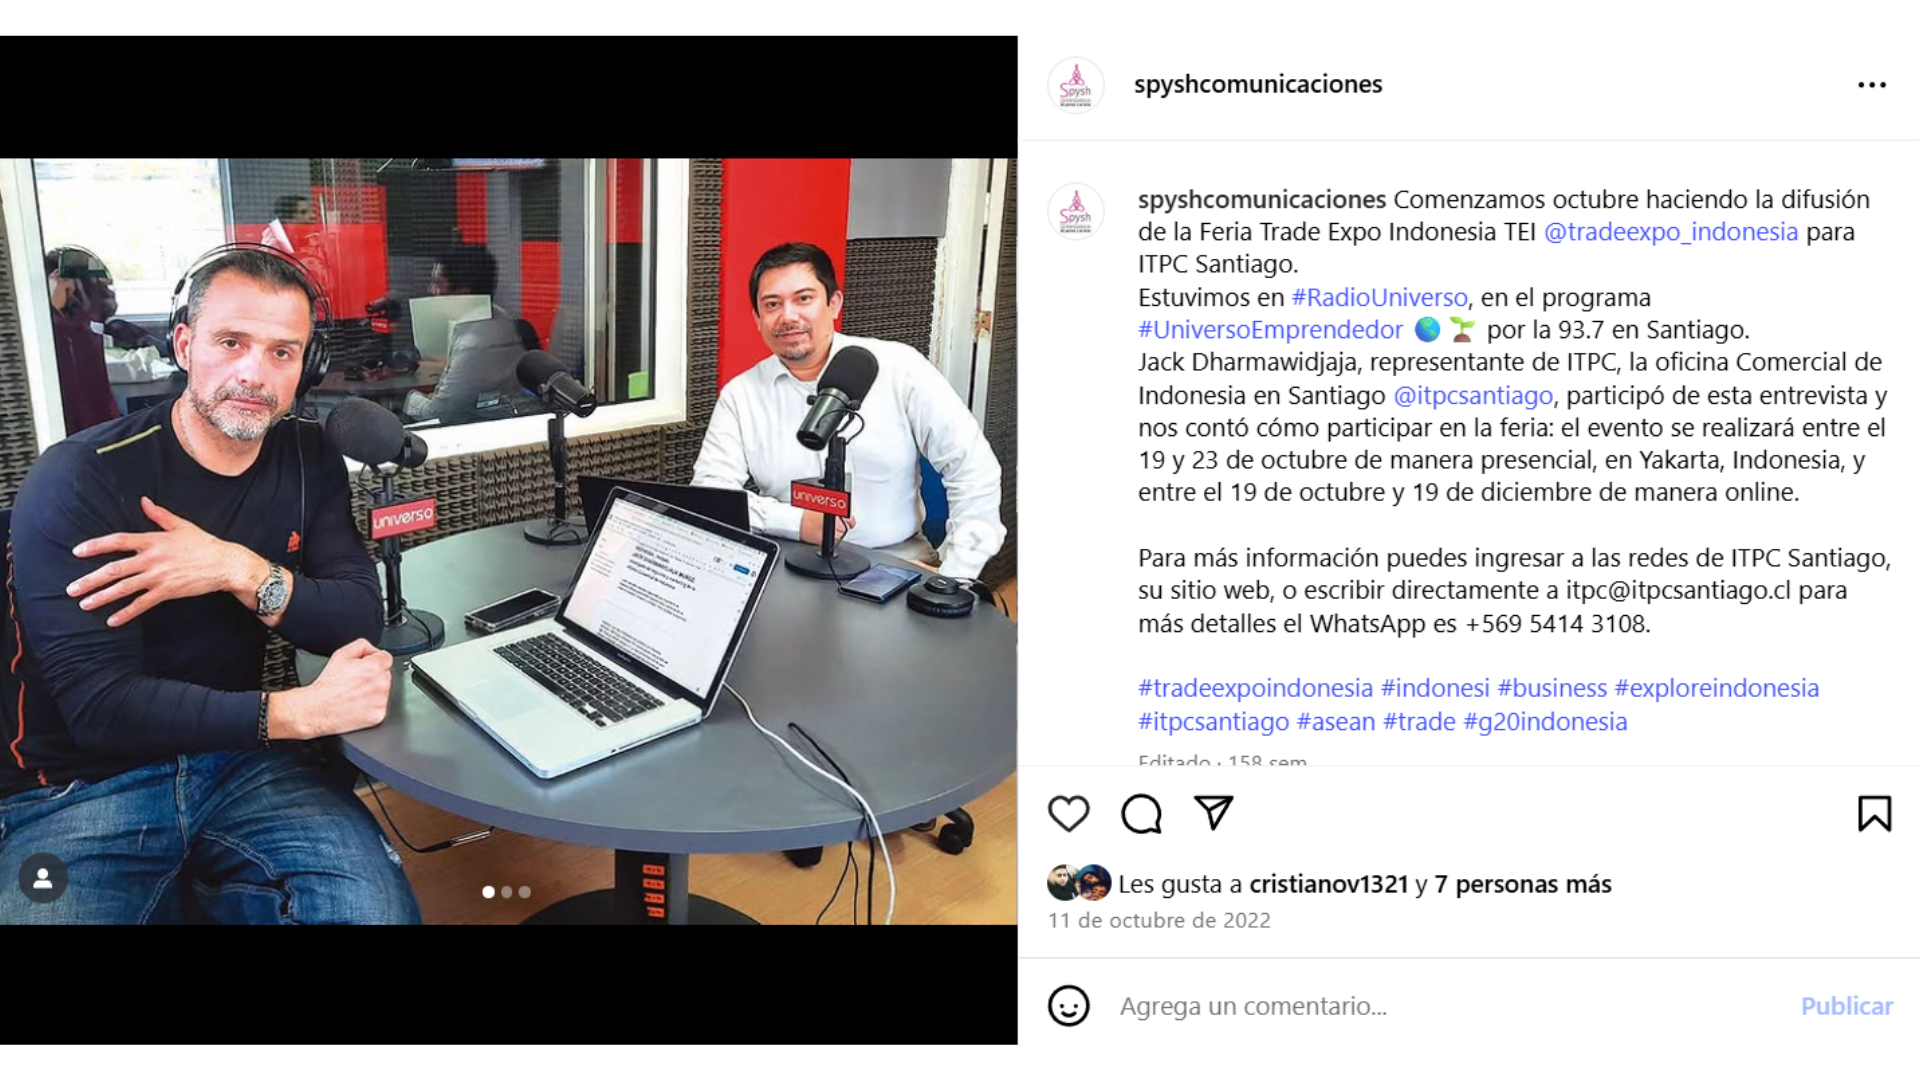 spyshcomunicaciones
Spysh
spyshcomunicaciones Comenzamos octubre haciendo la difusión
de la Feria Trade Expo Indonesia TEI @tradeexpo_indonesia para
ITPC Santiago.
Estuvimos en #RadioUniverso, en el programa
#UniversoEmprendedor 🌎 🌱 por la 93.7 en Santiago.
Jack Dharmawidjaja, representante de ITPC, la oficina Comercial de
Indonesia en Santiago @itpcsantiago, participó de esta entrevista y
nos contó cómo participar en la feria: el evento se realizará entre el
19 y 23 de octubre de manera presencial, en Yakarta, Indonesia, y
entre el 19 de octubre y 19 de diciembre de manera online.
Para más información puedes ingresar a las redes de ITPC Santiago,
su sitio web, o escribir directamente a itpc@itpcsantiago.cl para
más detalles el WhatsApp es +569 5414 3108.
#tradeexpoindonesia #indonesi #business #exploreindonesia
#itpcsantiago #asean #trade #g20indonesia
Editado · 158 sem
Les gusta a cristianov1321 y 7 personas más
11 de octubre de 2022
Agrega un comentario...
Publicar
Spysh
universo
universo